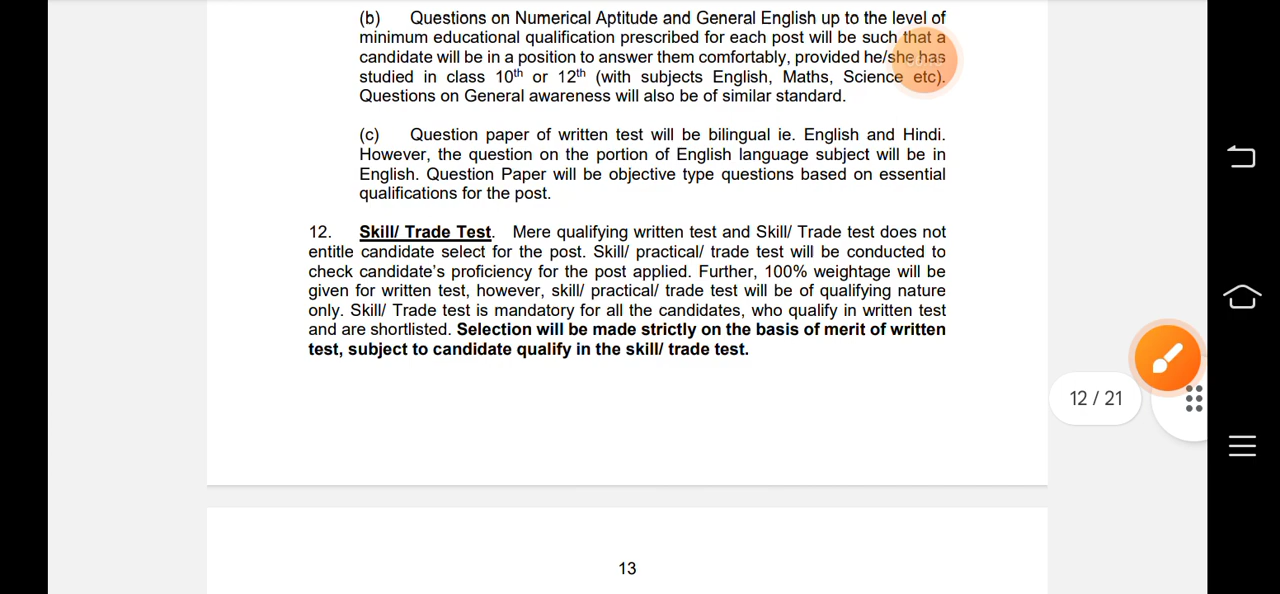 (b) Questions on Numerical Aptitude and General English up to the level of
minimum educational qualification prescribed for each post will be such that a
candidate will be in a position to answer them comfortably, provided he/she has
studied in class 10th or 12th (with subjects English, Maths, Science etc).
Questions on General awareness will also be of similar standard.
(c) Question paper of written test will be bilingual ie. English and Hindi.
However, the question on the portion of English language subject will be in
English. Question Paper will be objective type questions based on essential
qualifications for the post.
12. Skill/ Trade Test. Mere qualifying written test and Skill/ Trade test does not
entitle candidate select for the post. Skill/ practical/ trade test will be conducted to
check candidate's proficiency for the post applied. Further, 100% weightage will be
given for written test, however, skill/ practical/ trade test will be of qualifying nature
only. Skill/ Trade test is mandatory for all the candidates, who qualify in written test
and are shortlisted. Selection will be made strictly on the basis of merit of written
test, subject to candidate qualify in the skill/ trade test.
12 / 21
13